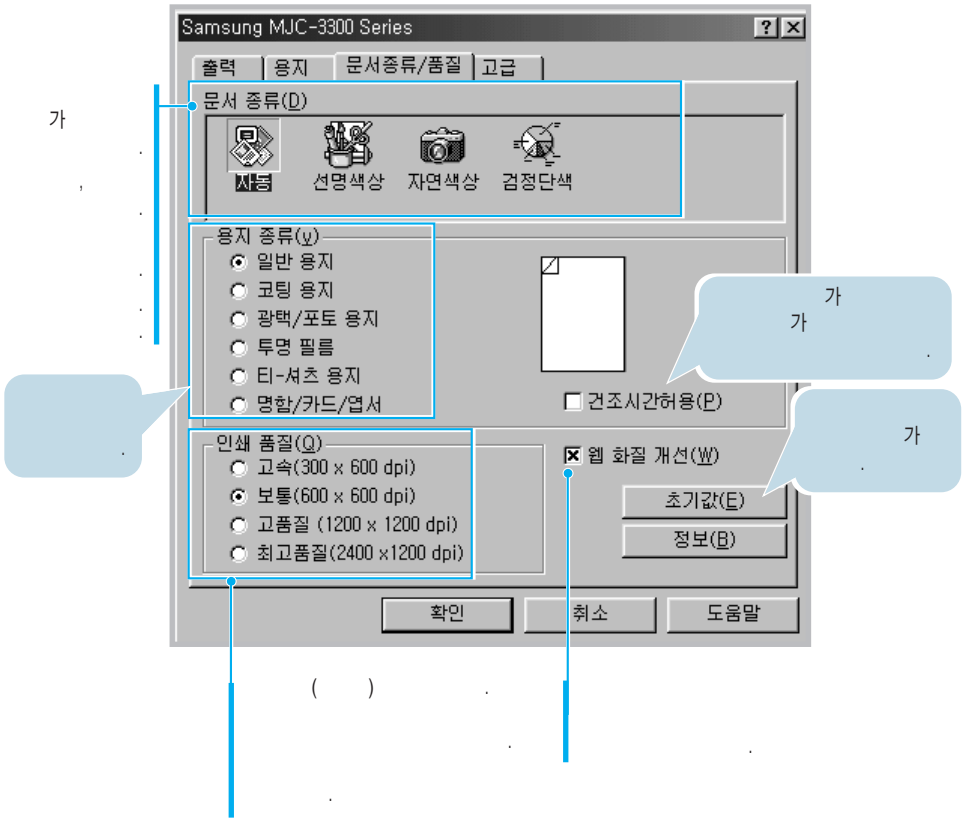 Samsung MJC-3300 Series
출력 용지 문서종류/품질 고급
문서 종류(D)
가
.
,
.
.
.
.
자동 선명색상 자연색상 검정단색
용지 종류(y)
일반 용지
코팅 용지
광택/포토 용지
투명 필름
티-셔츠 용지
명함/카드/엽서
가
가
.
건조시간허용(P)
.
인쇄 품질(Q)
고속(300 x 600 dpi)
보통(600 x 600 dpi)
고품질 (1200 x 1200 dpi)
최고품질(2400 x1200 dpi)
웹 화질 개선(W)
가
.
초기값(E)
정보(B)
확인 취소 도움말
( ) .
.
.
.